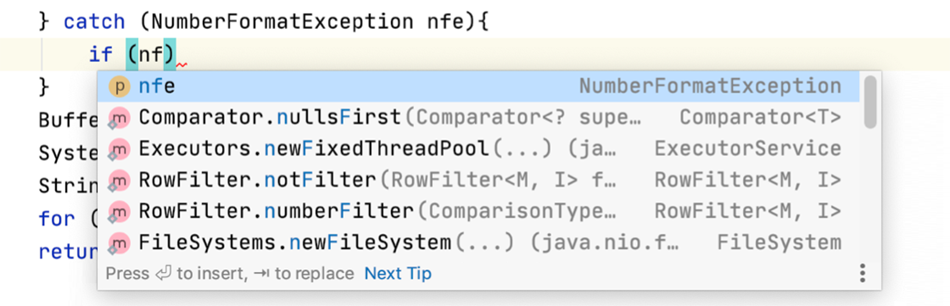 } catch (NumberFormatException nfe){
if (nf)
p nfe NumberFormatException
} m Comparator.nullsFirst(Comparator<? supe… Comparator<T>
Buffe m Executors.newFixedThreadPool(...) (ja… ExecutorService
Syste m RowFilter.notFilter(RowFilter<M, I> f… RowFilter<M, I>
Strin m RowFilter.numberFilter(ComparisonType… RowFilter<M, I>
for ( m FileSystems.newFileSystem(...) (java.nio.f… FileSystem
retur Press ⏎ to insert, ⇥ to replace Next Tip